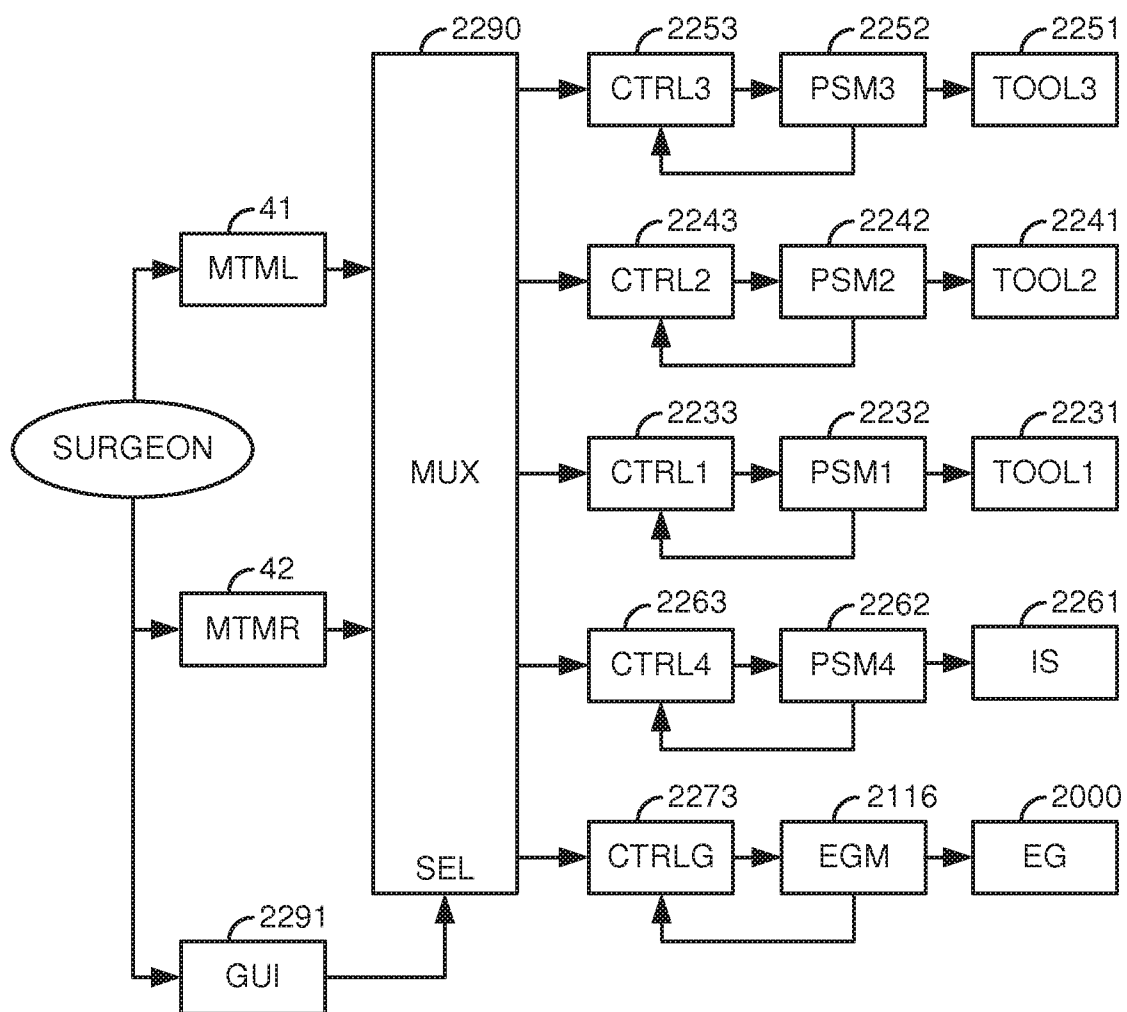 2290 2253 2252 2251
CTRL3 PSM3 TOOL3
41 2243 2242 2241
MTML CTRL2 PSM2 TOOL2
2233 2232 2231
SURGEON MUX CTRL1 PSM1 TOOL1
42 2263 2262 2261
MTMR CTRL4 PSM4 IS
2273 2116 2000
SEL CTRLG EGM EG
2291
GUI